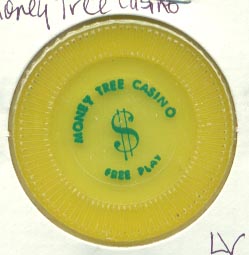 Money Tree Casino
MONEY TREE CASINO
$
FREE PLAY
LV